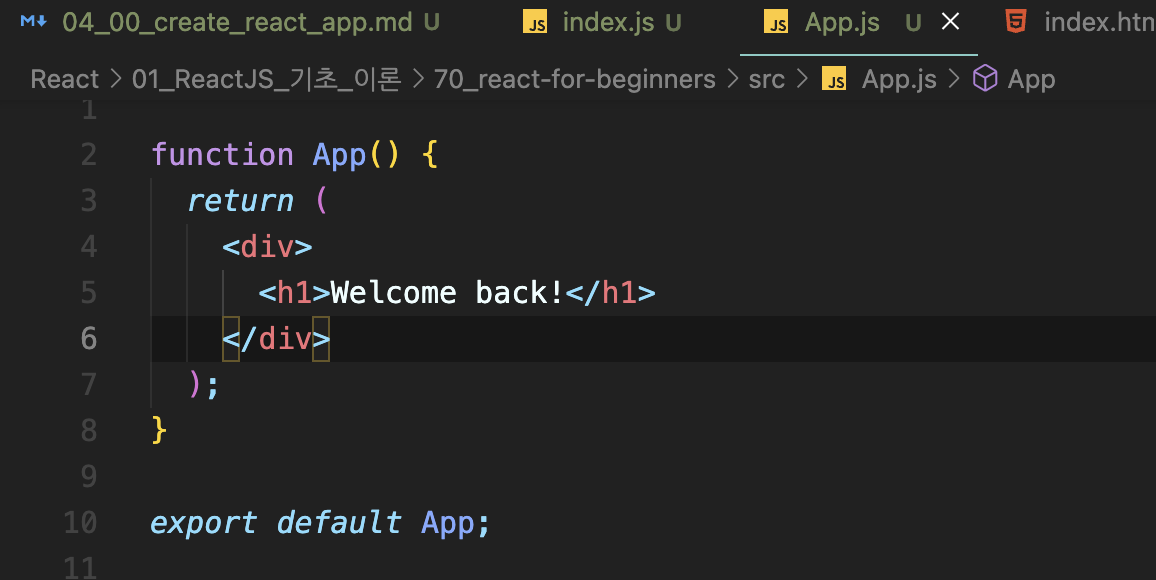 04_00_create_react_app.md U JS index.js U JS App.js U index.htn
React > 01_ReactJS_기초_이론 > 70_react-for-beginners > src > JS App.js > App
1
2 function App() {
3 return (
4 <div>
5 <h1>Welcome back!</h1>
6 </div>
7 );
8 }
9
10 export default App;
11